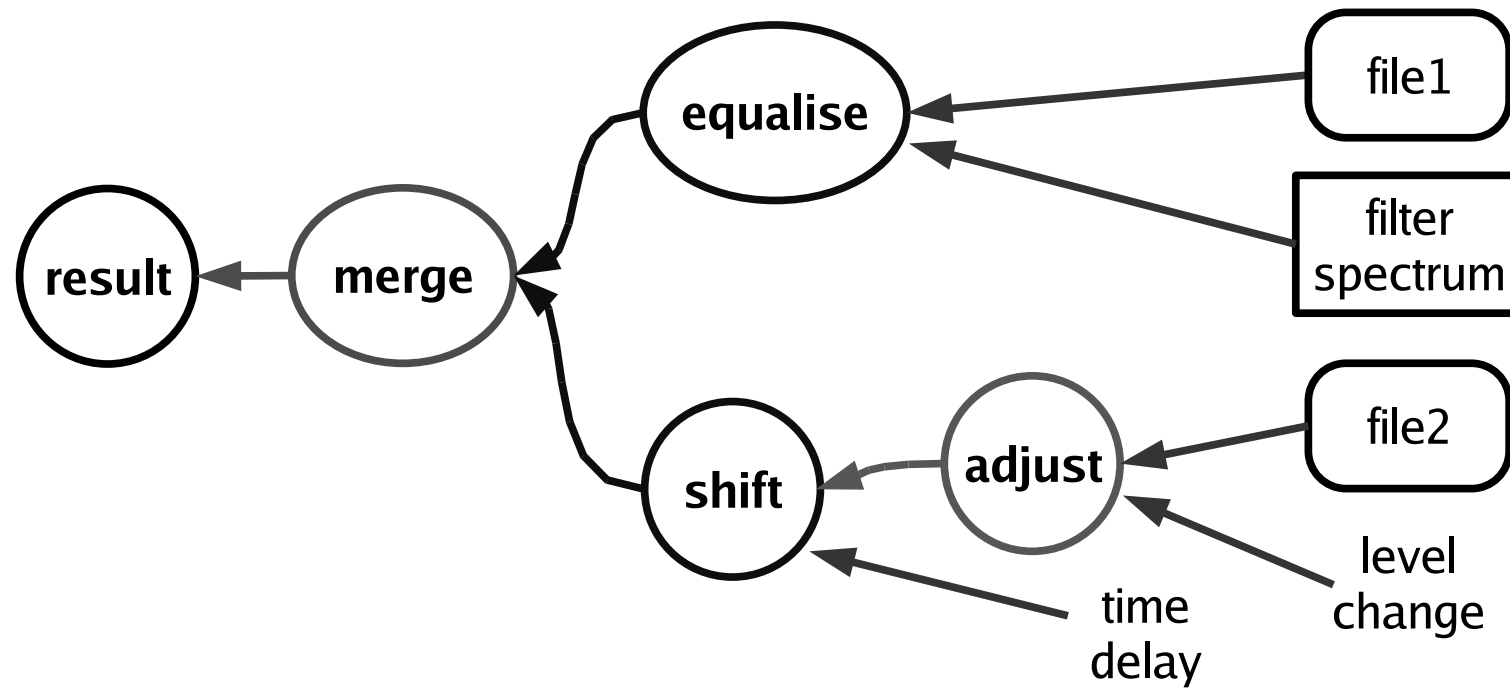 file1
equalise
filter
spectrum
result
merge
file2
adjust
shift
level
change
time
delay